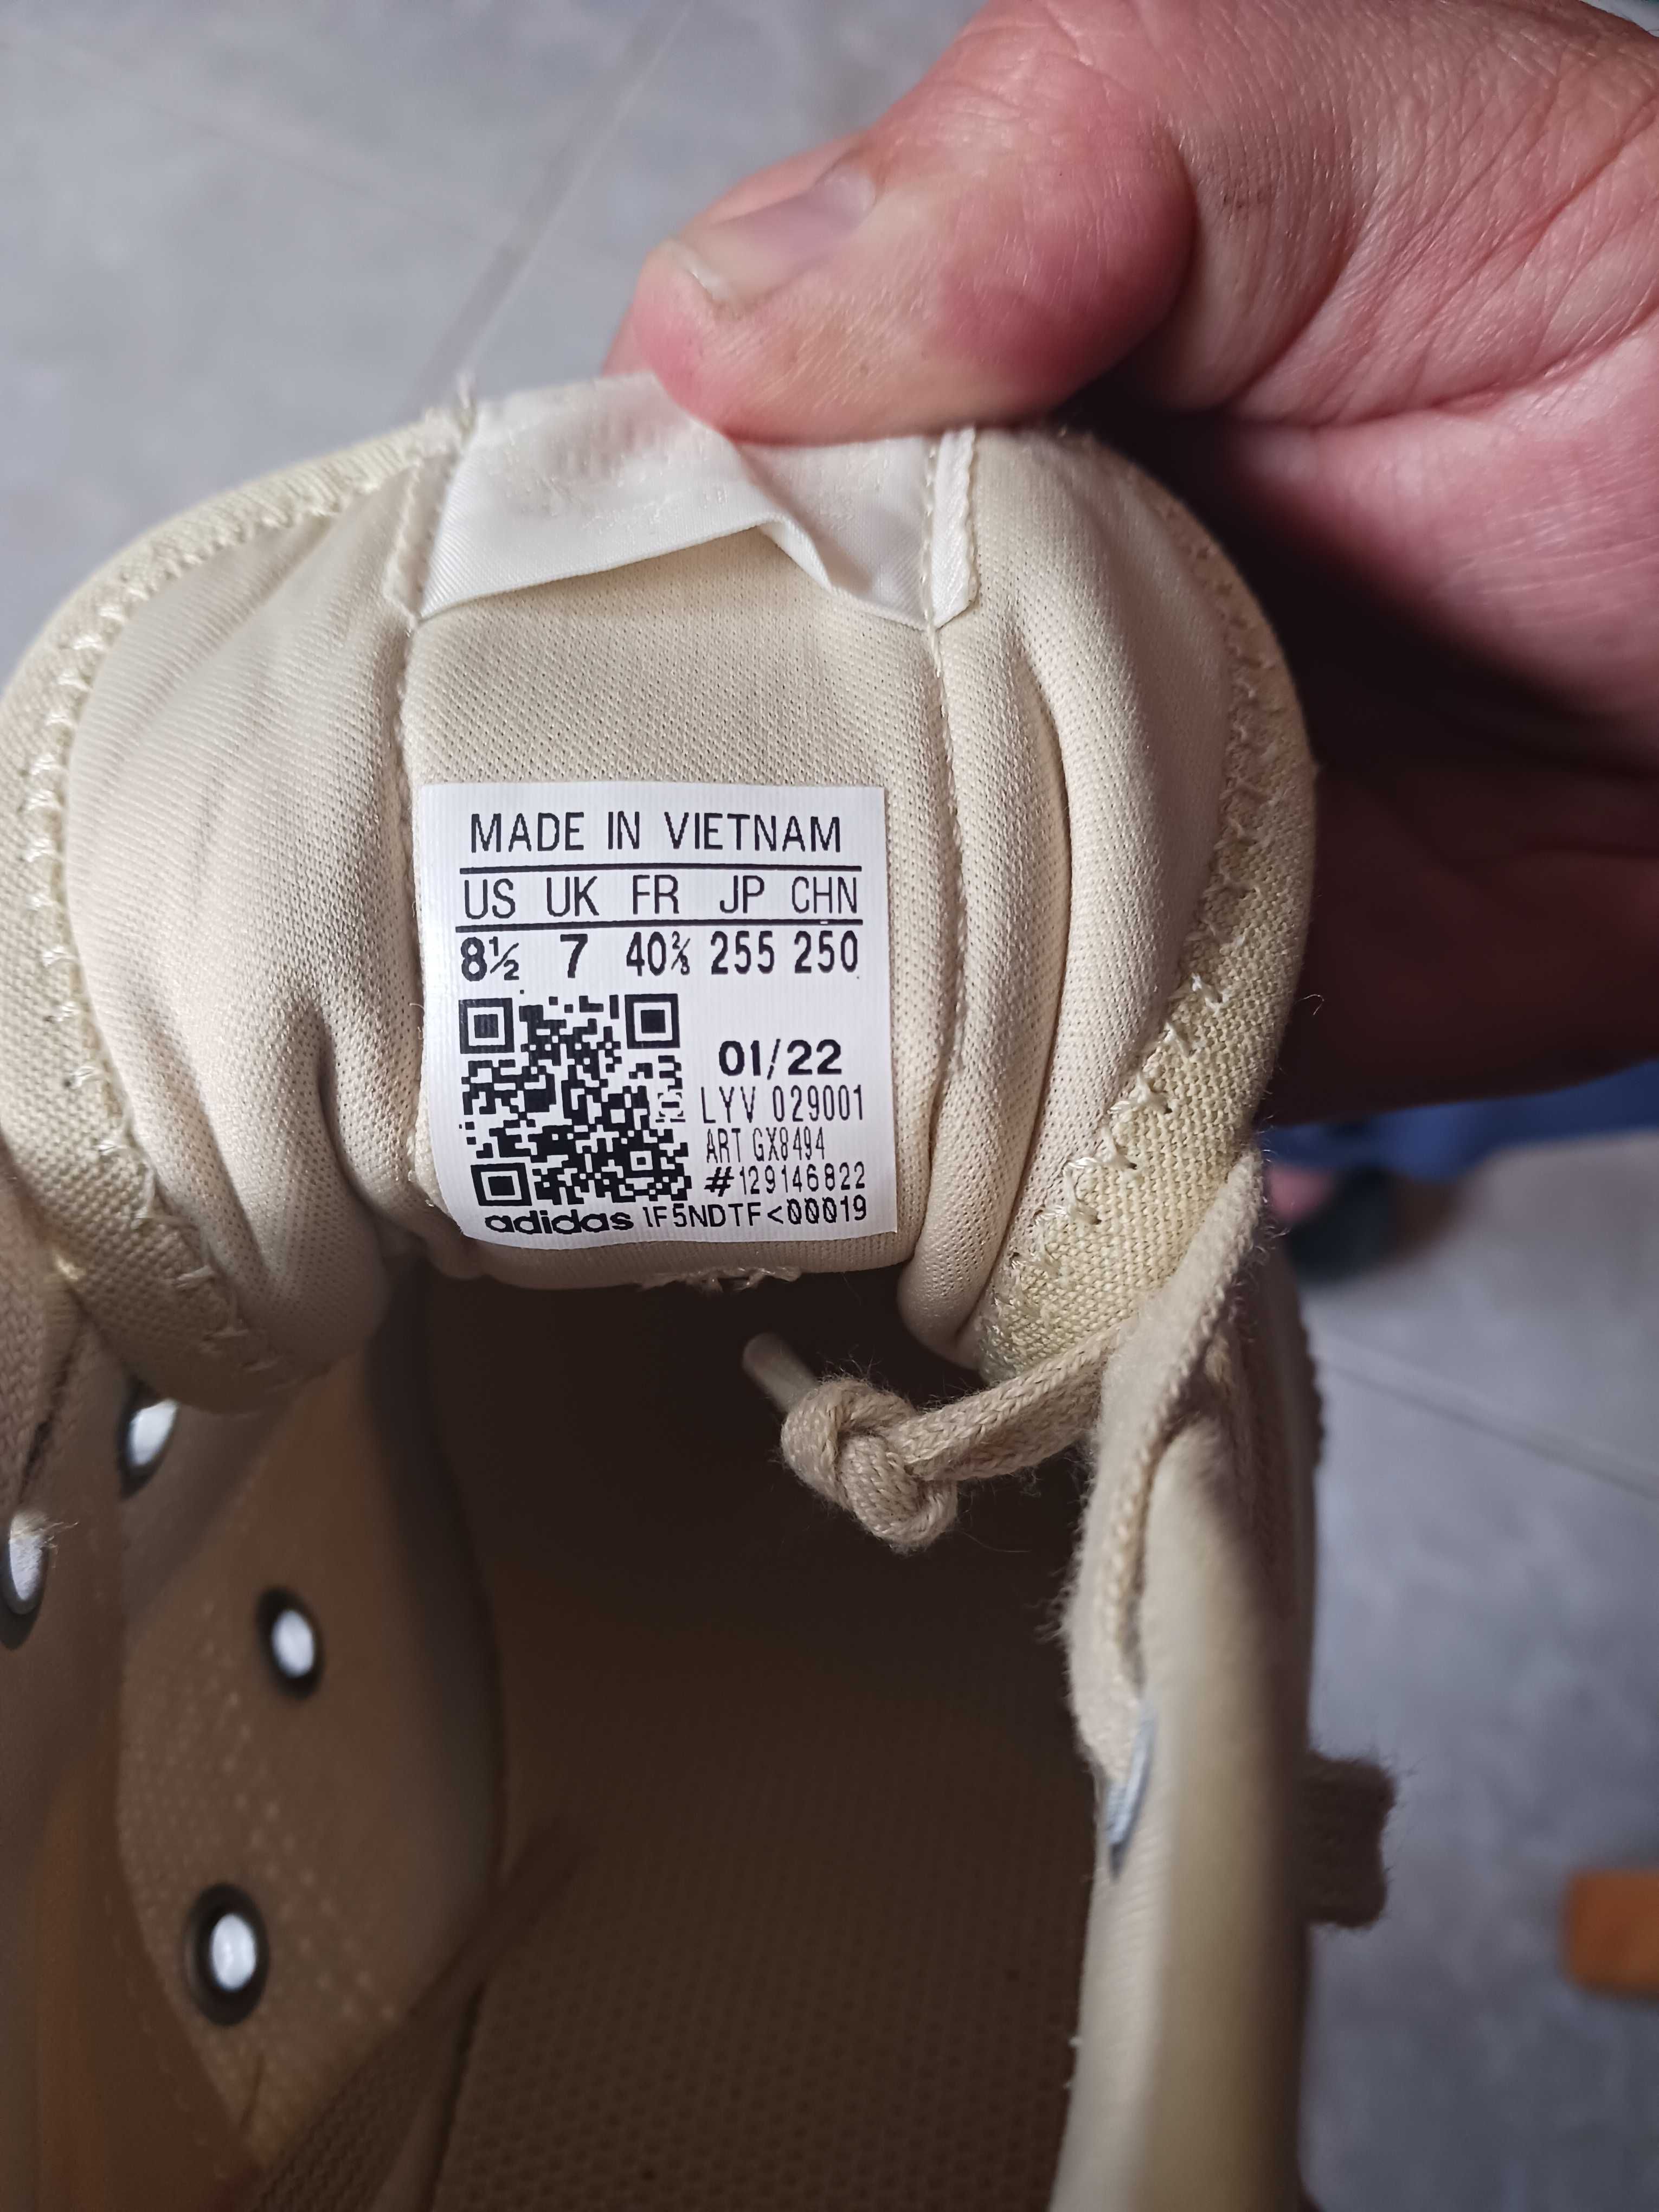 MADE IN VIETNAM
US UK FR JP CHN
8½ 7 40⅔ 255 250
01/22
LYV 029001
ART GX8494
#129146822
adidas 1F5NDTF<00019